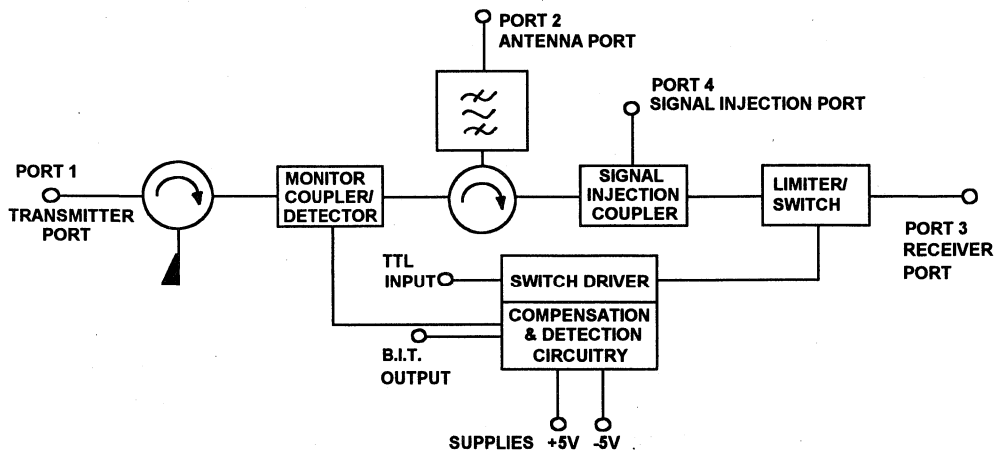 PORT 2
ANTENNA PORT
PORT 4
SIGNAL INJECTION PORT
PORT 1
TRANSMITTER
PORT
MONITOR
COUPLER/
DETECTOR
SIGNAL
INJECTION
COUPLER
LIMITER/
SWITCH
PORT 3
RECEIVER
PORT
TTL
INPUT
SWITCH DRIVER
COMPENSATION
& DETECTION
CIRCUITRY
B.I.T.
OUTPUT
SUPPLIES +5V -5V